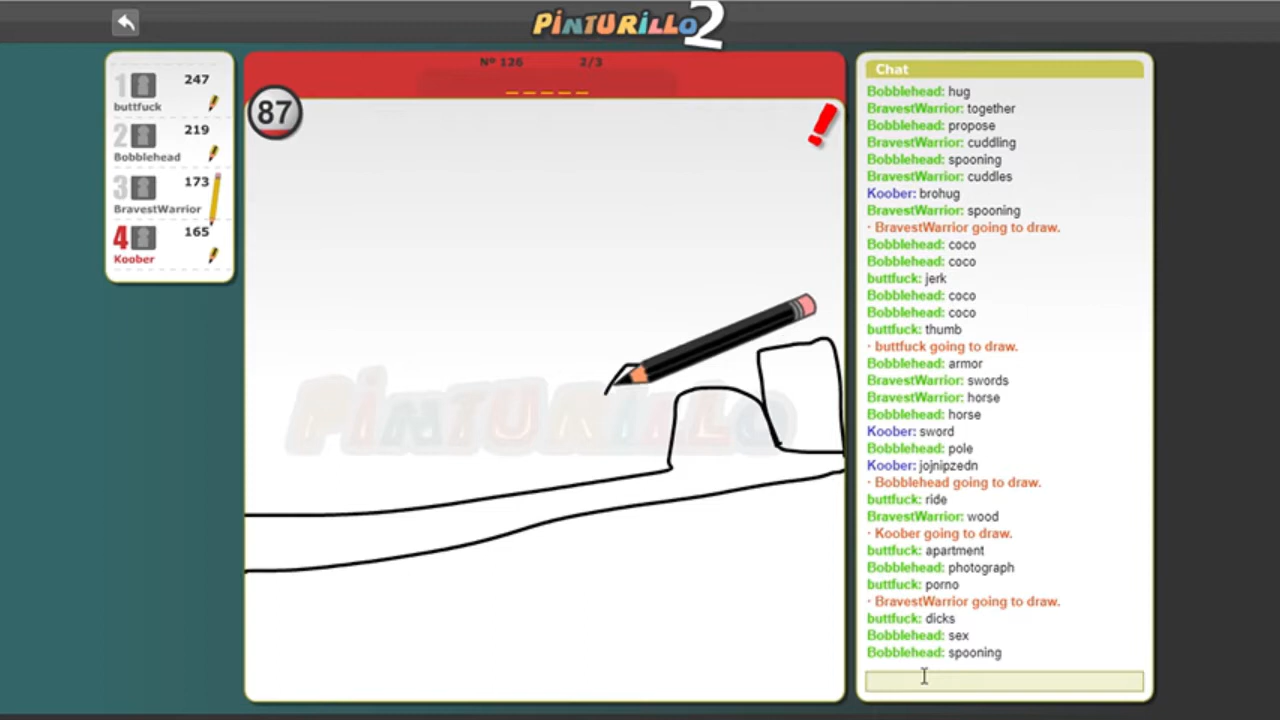 PINTURILLO 2
1 247
buttfuck
2 219
Bobblehead
3 173
BravestWarrior
4 165
Koober
Nº 126 2/3
_ _ _ _ _
87
!
PINTURILLO
Chat
Bobblehead: hug
BravestWarrior: together
Bobblehead: propose
BravestWarrior: cuddling
Bobblehead: spooning
BravestWarrior: cuddles
Koober: brohug
BravestWarrior: spooning
· BravestWarrior going to draw.
Bobblehead: coco
Bobblehead: coco
buttfuck: jerk
Bobblehead: coco
Bobblehead: coco
buttfuck: thumb
· buttfuck going to draw.
Bobblehead: armor
BravestWarrior: swords
BravestWarrior: horse
Bobblehead: horse
Koober: sword
Bobblehead: pole
Koober: jojnipzedn
· Bobblehead going to draw.
buttfuck: ride
BravestWarrior: wood
· Koober going to draw.
buttfuck: apartment
Bobblehead: photograph
buttfuck: porno
· BravestWarrior going to draw.
buttfuck: dicks
Bobblehead: sex
Bobblehead: spooning